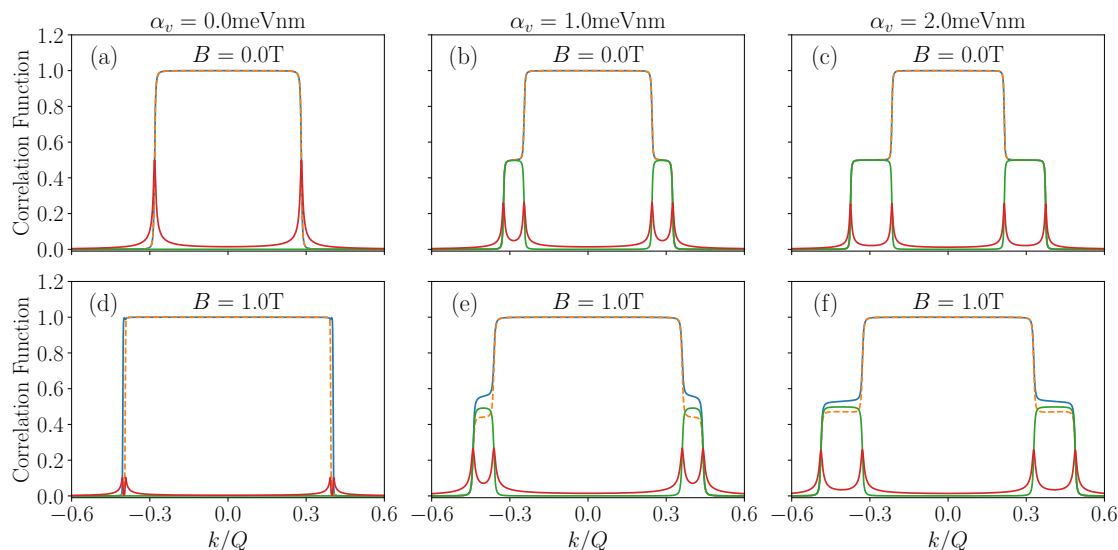 α_v = 0.0meVnm
α_v = 1.0meVnm
α_v = 2.0meVnm
(a)
B = 0.0T
(b)
B = 0.0T
(c)
B = 0.0T
Correlation Function
1.2
1.0
0.8
0.6
0.4
0.2
0.0
(d)
B = 1.0T
(e)
B = 1.0T
(f)
B = 1.0T
Correlation Function
1.2
1.0
0.8
0.6
0.4
0.2
0.0
−0.6 −0.3 0.0 0.3 0.6
−0.6 −0.3 0.0 0.3 0.6
−0.6 −0.3 0.0 0.3 0.6
k/Q
k/Q
k/Q